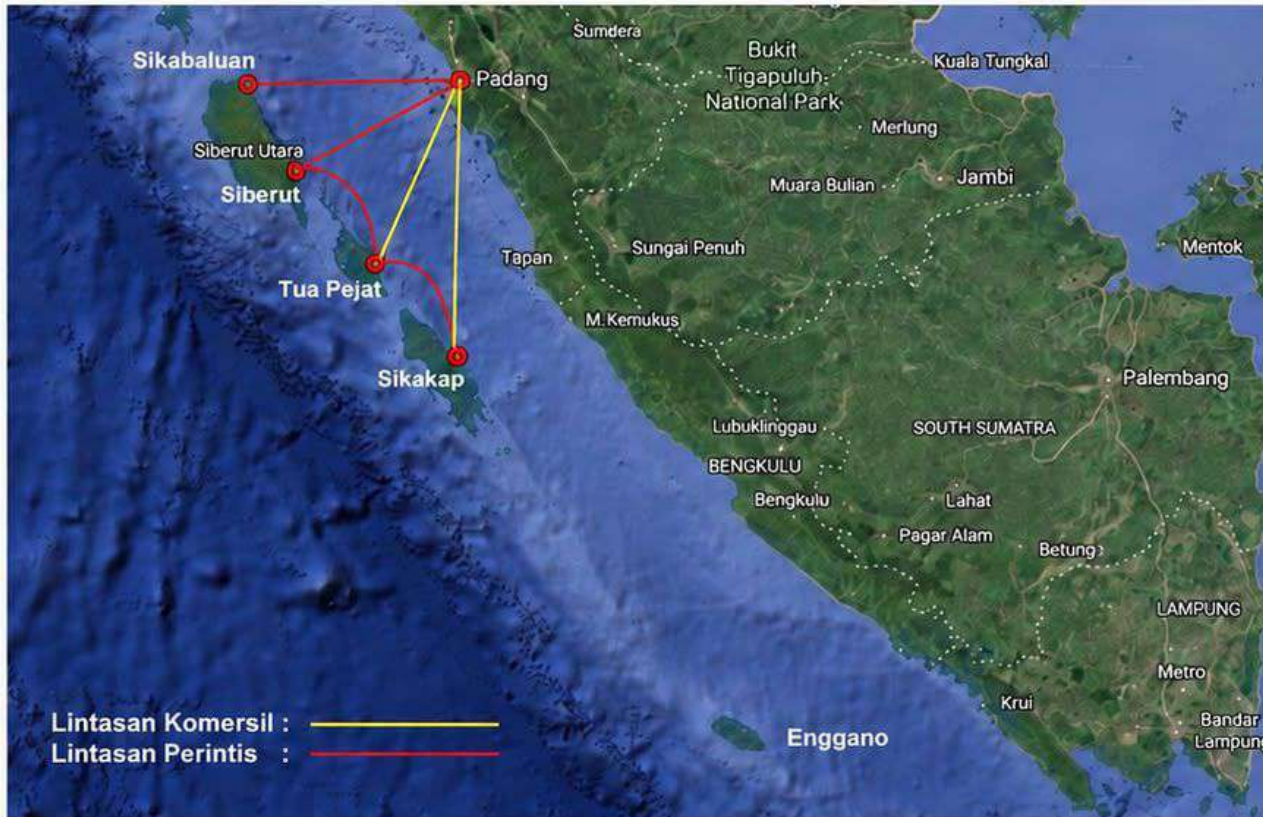 Sumdera
Bukit
Tigapuluh
National Park
Kuala Tungkal
Sikabaluan
Padang
Merlung
Siberut Utara
Siberut
Muara Bulian
Jambi
Tapan
Sungai Penuh
Mentok
Tua Pejat
M.Kemukus
Sikakap
Palembang
Lubuklinggau
SOUTH SUMATRA
BENGKULU
Bengkulu
Lahat
Pagar Alam
Betung
LAMPUNG
Metro
Krui
Bandar
Lampung
Enggano
Lintasan Komersil :
Lintasan Perintis :